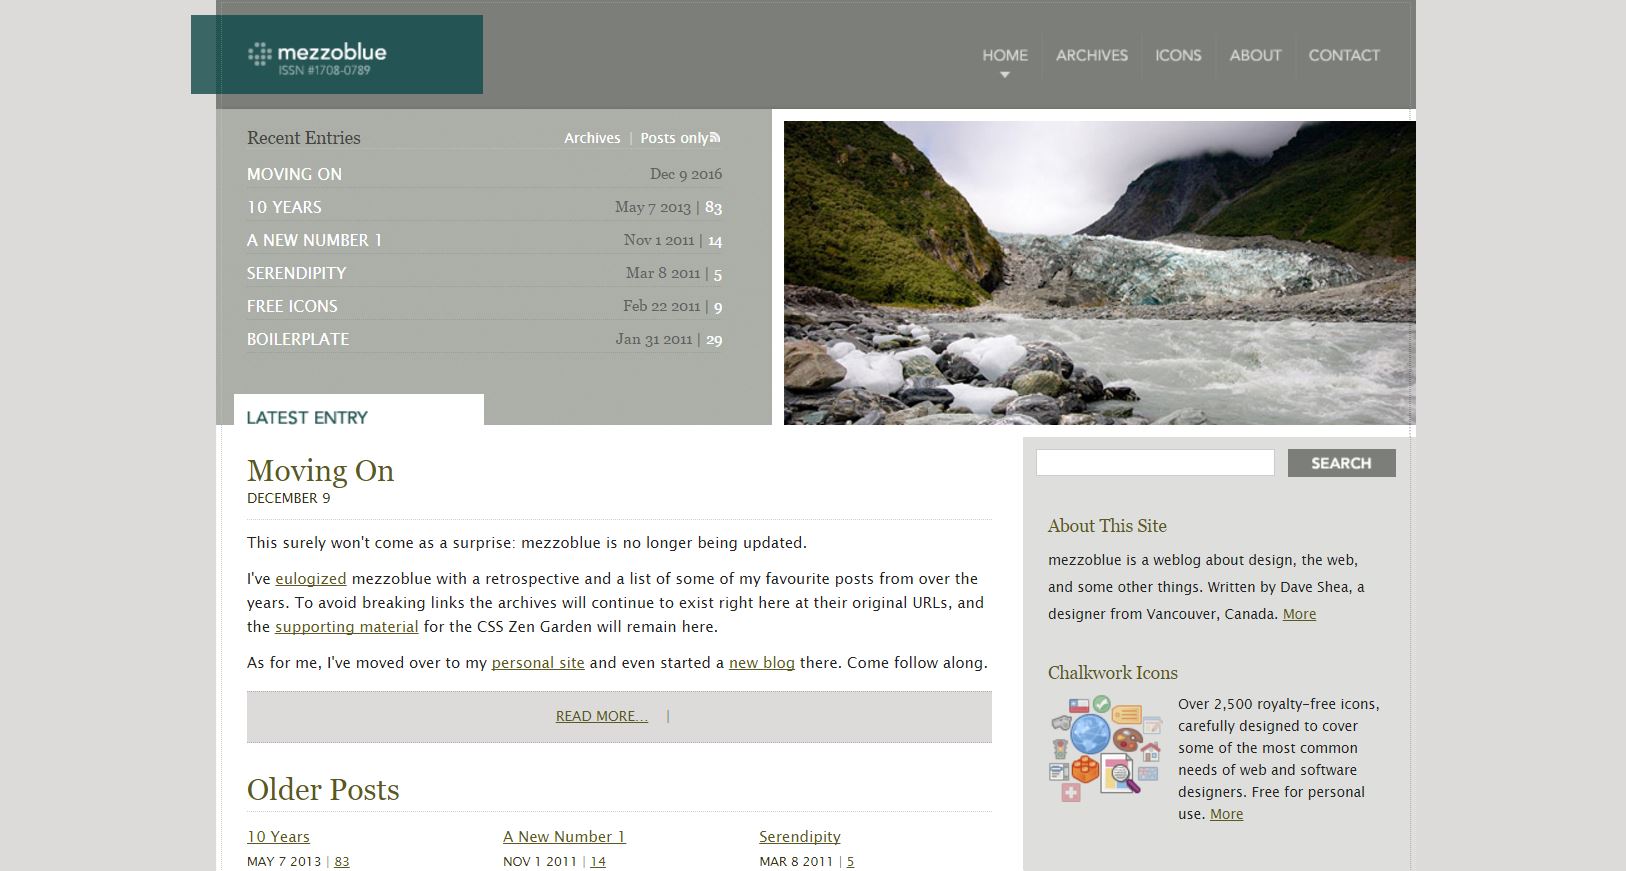 mezzoblue
ISSN #1708-0789
HOME
ARCHIVES
ICONS
ABOUT
CONTACT
Recent Entries
Archives | Posts only
MOVING ON Dec 9 2016
10 YEARS May 7 2013 | 83
A NEW NUMBER 1 Nov 1 2011 | 14
SERENDIPITY Mar 8 2011 | 5
FREE ICONS Feb 22 2011 | 9
BOILERPLATE Jan 31 2011 | 29
LATEST ENTRY
Moving On
DECEMBER 9
This surely won't come as a surprise: mezzoblue is no longer being updated.
I've eulogized mezzoblue with a retrospective and a list of some of my favourite posts from over the
years. To avoid breaking links the archives will continue to exist right here at their original URLs, and
the supporting material for the CSS Zen Garden will remain here.
As for me, I've moved over to my personal site and even started a new blog there. Come follow along.
READ MORE... |
Older Posts
10 Years
MAY 7 2013 | 83
A New Number 1
NOV 1 2011 | 14
Serendipity
MAR 8 2011 | 5
SEARCH
About This Site
mezzoblue is a weblog about design, the web,
and some other things. Written by Dave Shea, a
designer from Vancouver, Canada. More
Chalkwork Icons
Over 2,500 royalty-free icons,
carefully designed to cover
some of the most common
needs of web and software
designers. Free for personal
use. More